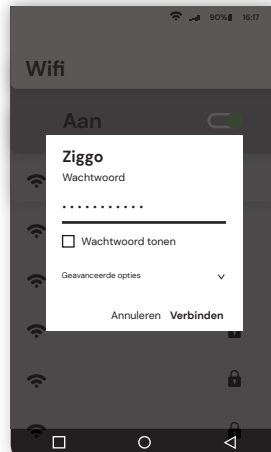 90% 16:17
Wifi
Aan
Ziggo
Wachtwoord
...........
Wachtwoord tonen
Geavanceerde opties
Annuleren Verbinden